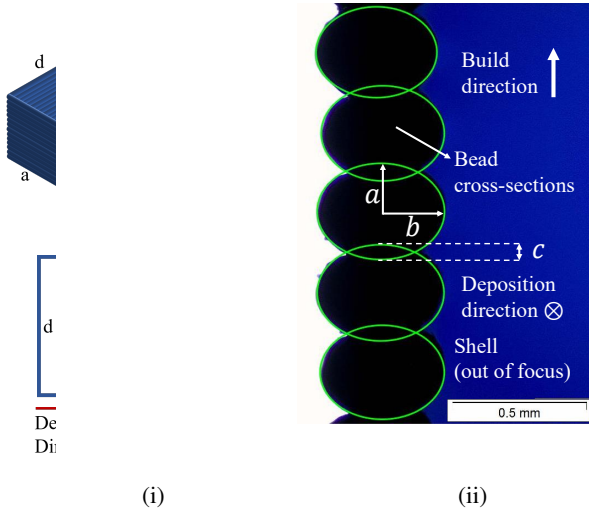 d
a
d
De
Di
(i)
Build
direction
Bead
cross-sections
a
b
c
Deposition
direction ⊗
Shell
(out of focus)
0.5 mm
(ii)